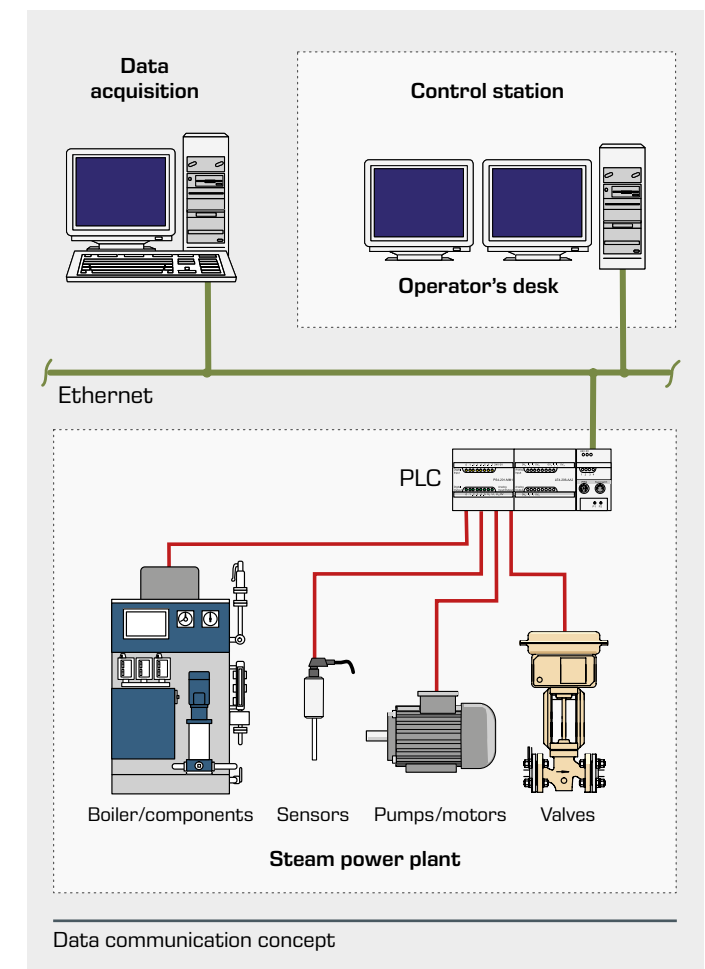 Data
acquisition
Control station
Operator's desk
Ethernet
PLC
Boiler/components
Sensors
Pumps/motors
Valves
Steam power plant
Data communication concept